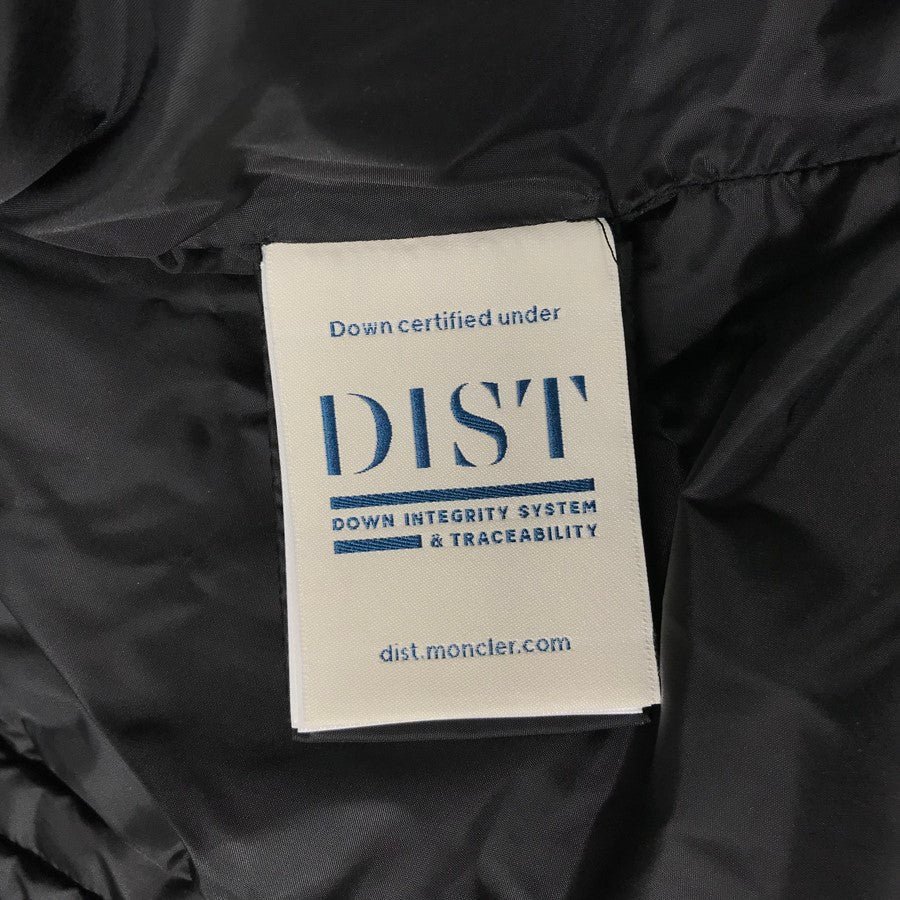 Down certified under
DIST
DOWN INTEGRITY SYSTEM
& TRACEABILITY
dist.moncler.com